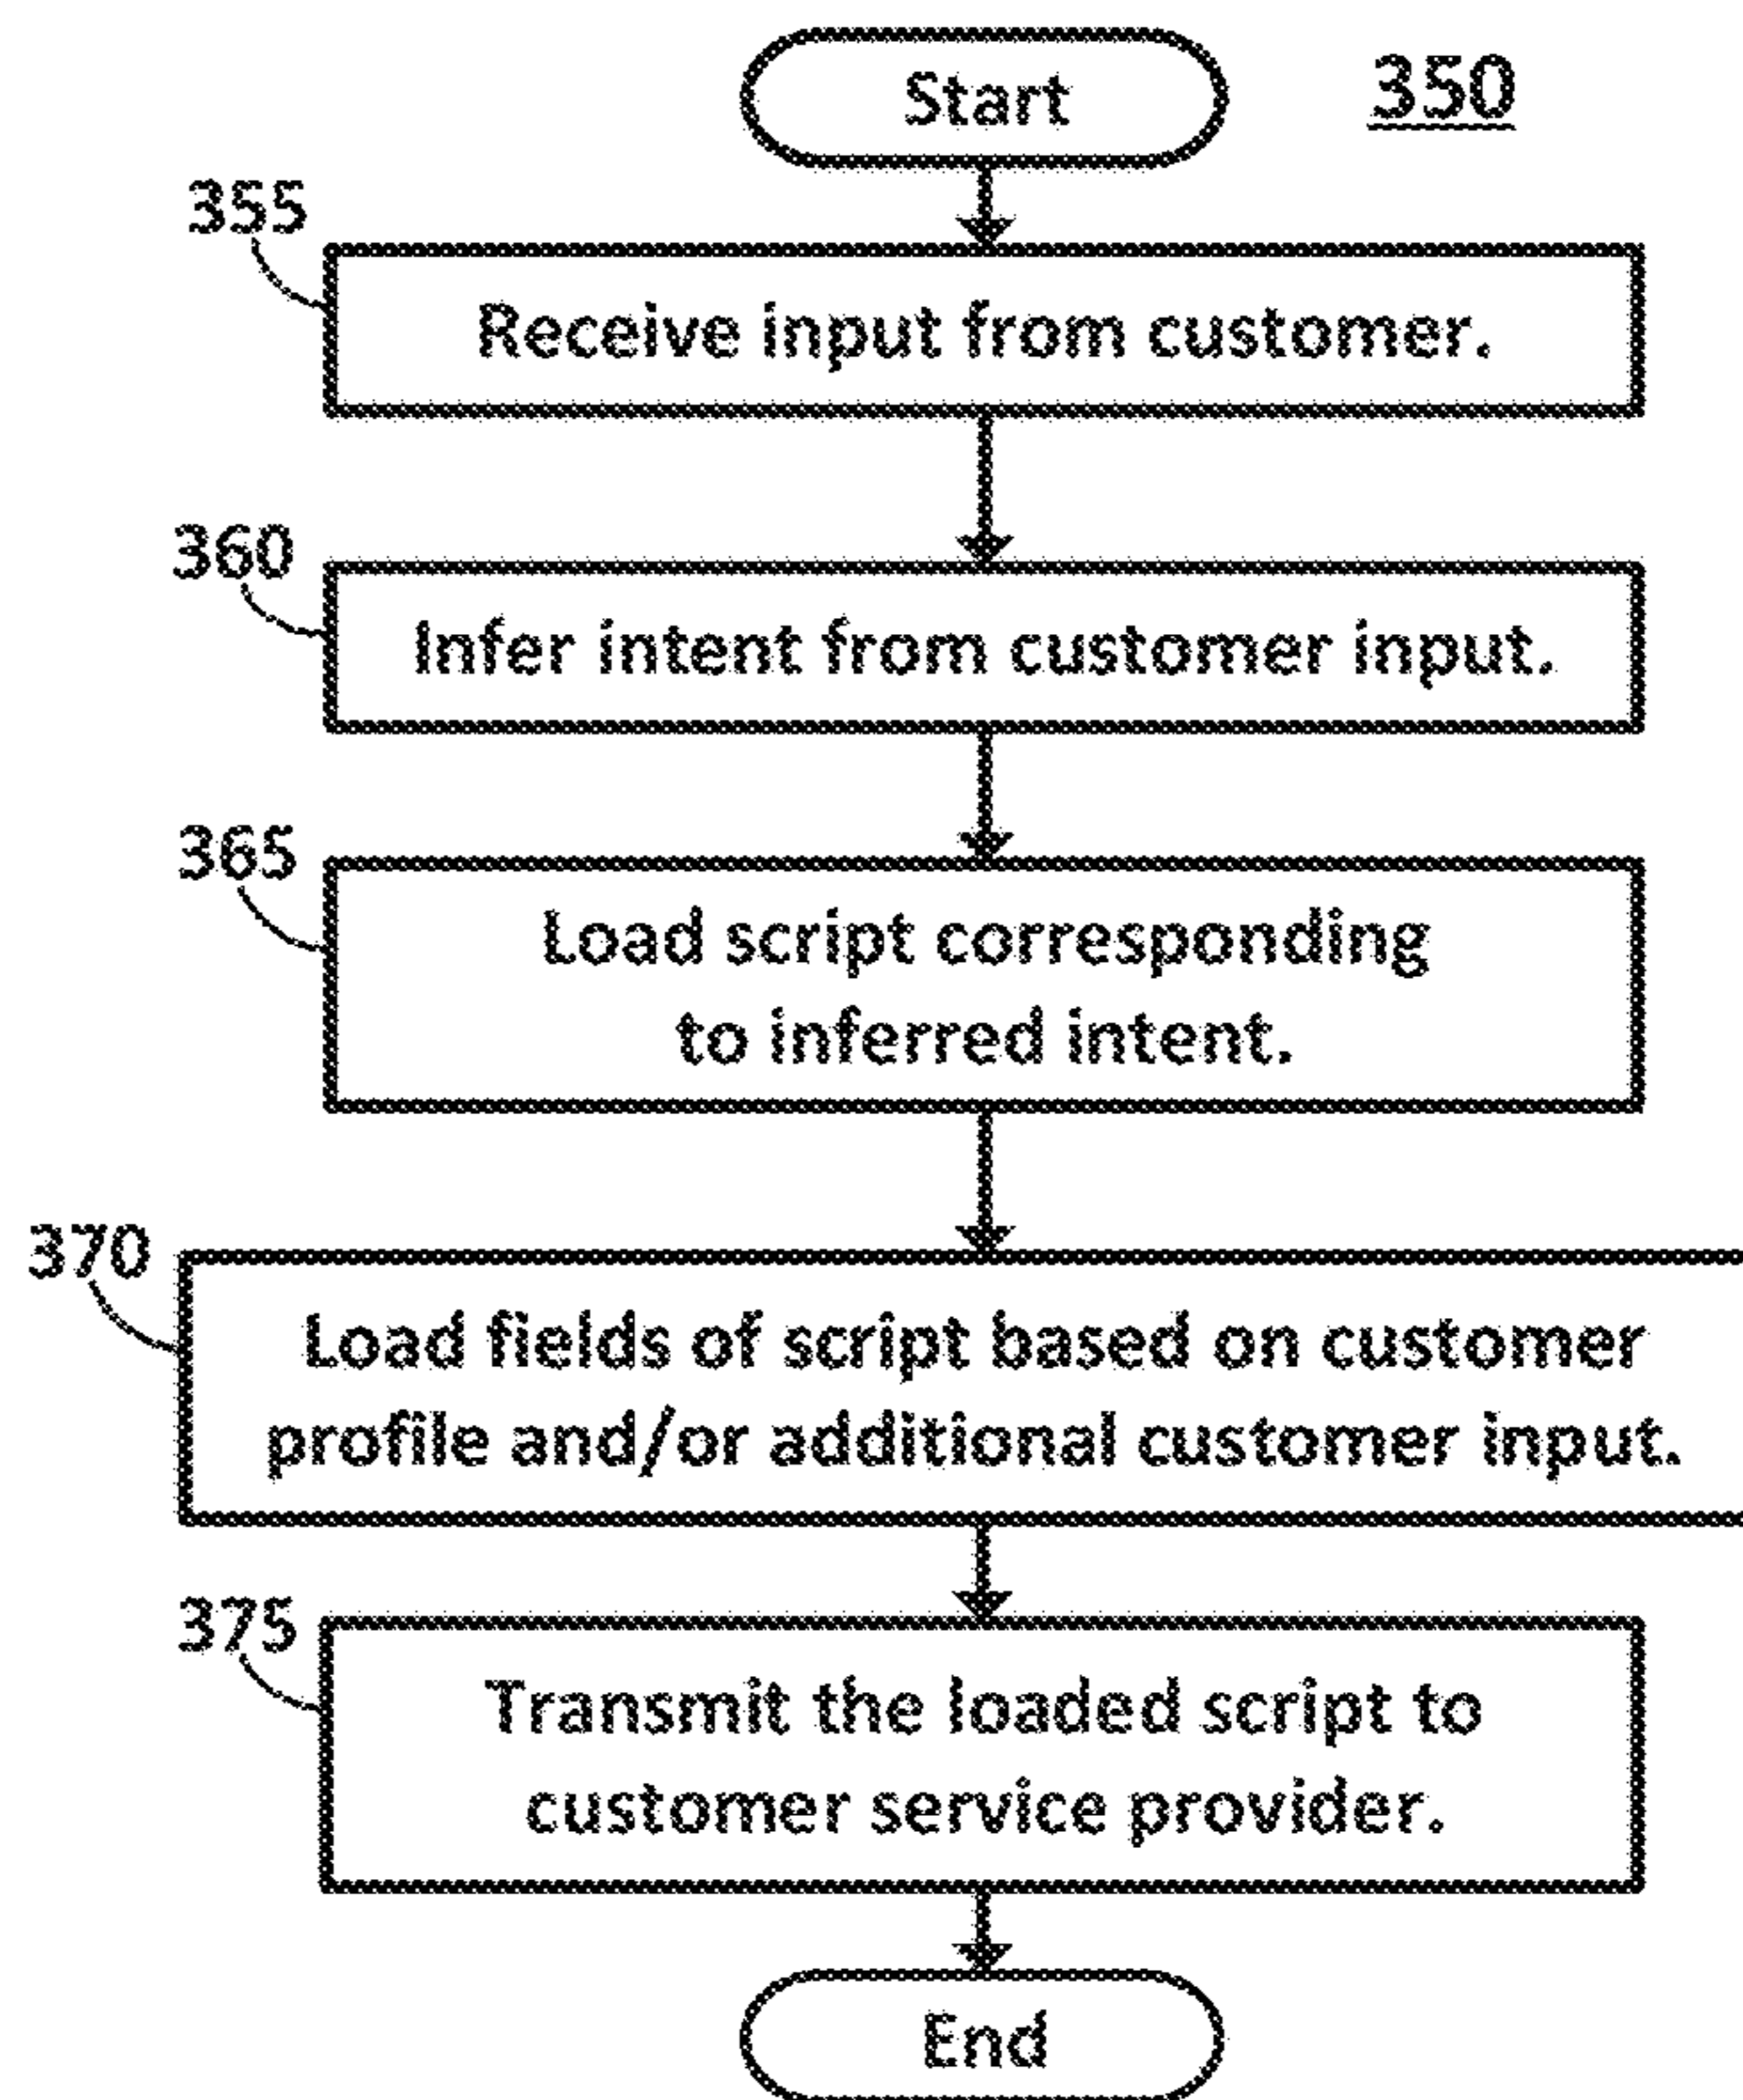 Start
350
355
Receive input from customer.
360
Infer intent from customer input.
365
Load script corresponding
to inferred intent.
370
Load fields of script based on customer
profile and/or additional customer input.
375
Transmit the loaded script to
customer service provider.
End